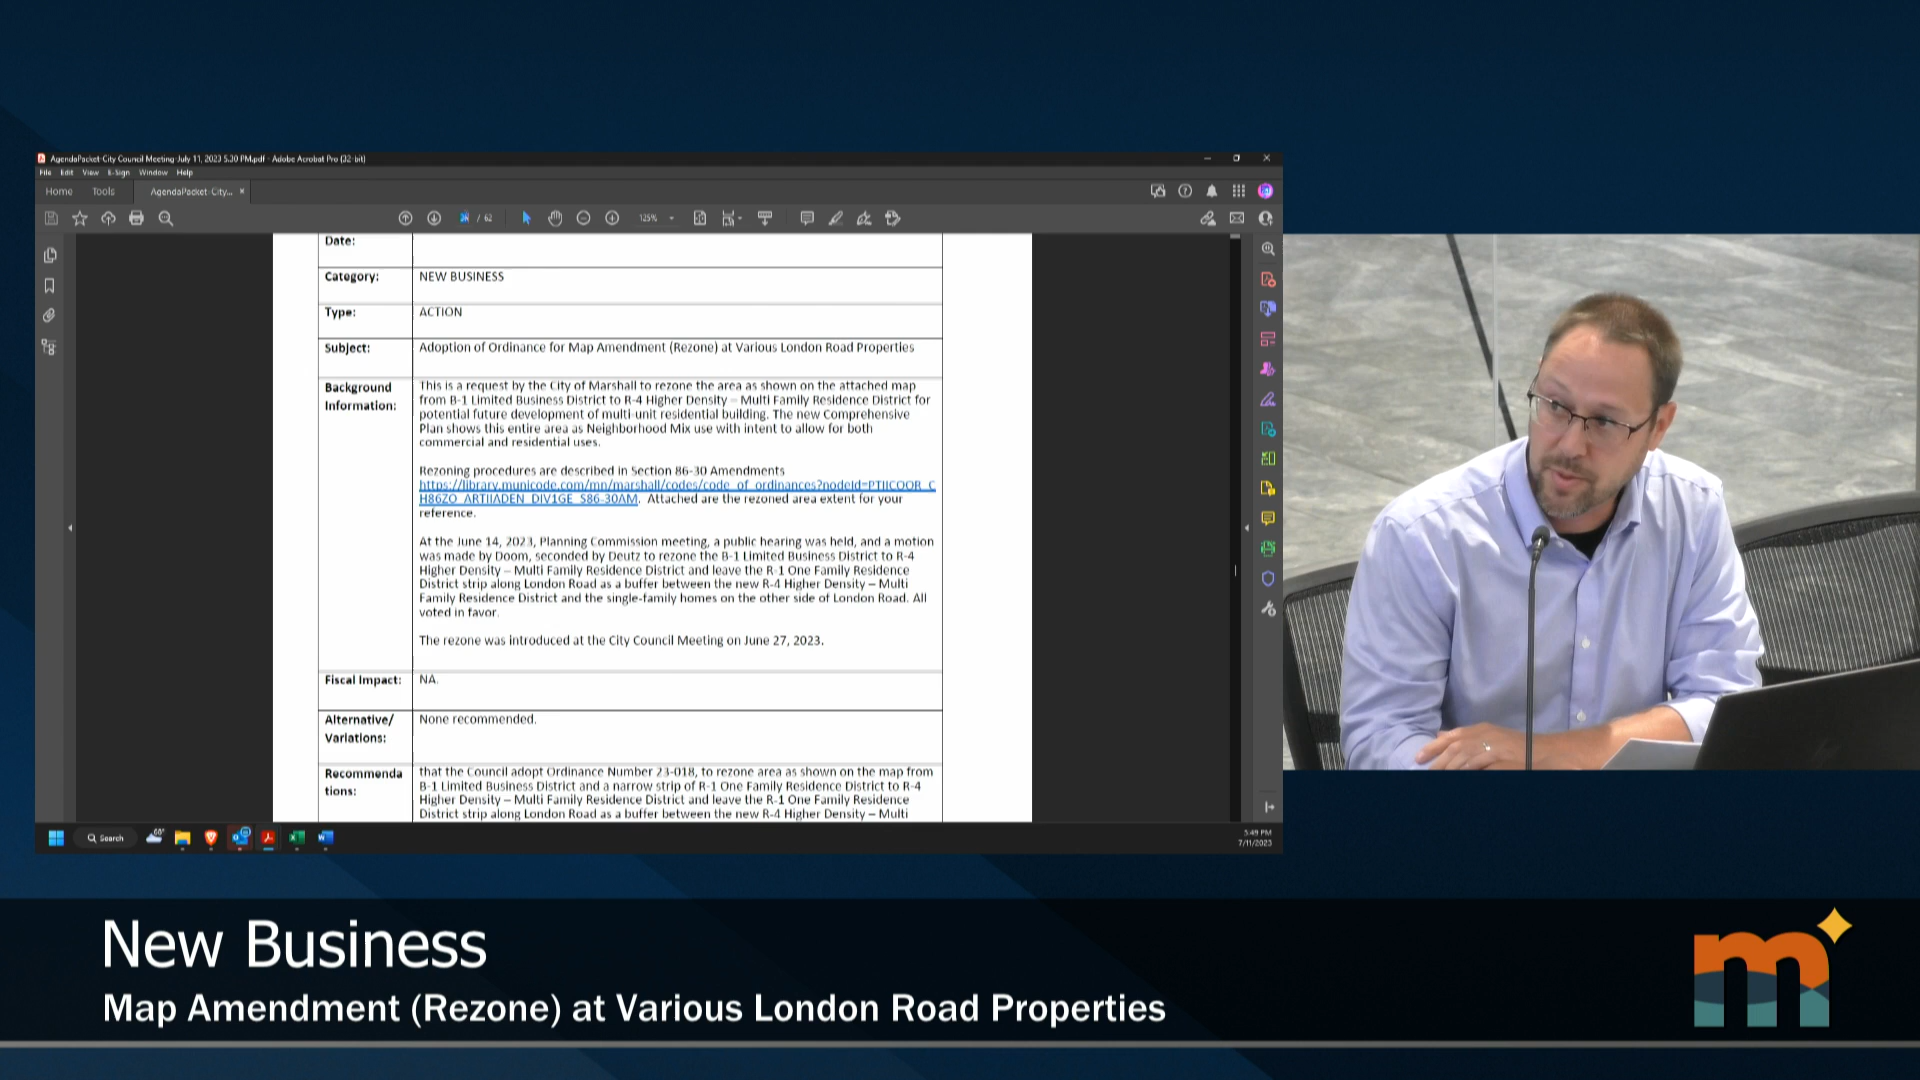 AgendaPacket-City Council Meeting-July 11, 2023 5.30 PM.pdf - Adobe Acrobat Pro (32-bit)
File Edit View E-Sign Window Help
Home Tools AgendaPacket-City... ×
/ 62 125%
Date:
Category: NEW BUSINESS
Type: ACTION
Subject: Adoption of Ordinance for Map Amendment (Rezone) at Various London Road Properties
Background
Information:
This is a request by the City of Marshall to rezone the area as shown on the attached map
from B-1 Limited Business District to R-4 Higher Density – Multi Family Residence District for
potential future development of multi-unit residential building. The new Comprehensive
Plan shows this entire area as Neighborhood Mix use with intent to allow for both
commercial and residential uses.
Rezoning procedures are described in Section 86-30 Amendments
https://library.municode.com/mn/marshall/codes/code_of_ordinances?nodeId=PTIICOOR_C
H86ZO_ARTIIADEN_DIV1GE_S86-30AM. Attached are the rezoned area extent for your
reference.
At the June 14, 2023, Planning Commission meeting, a public hearing was held, and a motion
was made by Doom, seconded by Deutz to rezone the B-1 Limited Business District to R-4
Higher Density – Multi Family Residence District and leave the R-1 One Family Residence
District strip along London Road as a buffer between the new R-4 Higher Density – Multi
Family Residence District and the single-family homes on the other side of London Road. All
voted in favor.
The rezone was introduced at the City Council Meeting on June 27, 2023.
Fiscal Impact: NA.
Alternative/
Variations:
None recommended.
Recommenda
tions:
that the Council adopt Ordinance Number 23-018, to rezone area as shown on the map from
B-1 Limited Business District and a narrow strip of R-1 One Family Residence District to R-4
Higher Density – Multi Family Residence District and leave the R-1 One Family Residence
District strip along London Road as a buffer between the new R-4 Higher Density – Multi
Search
68°
5:49 PM
7/11/2023
New Business
Map Amendment (Rezone) at Various London Road Properties
m